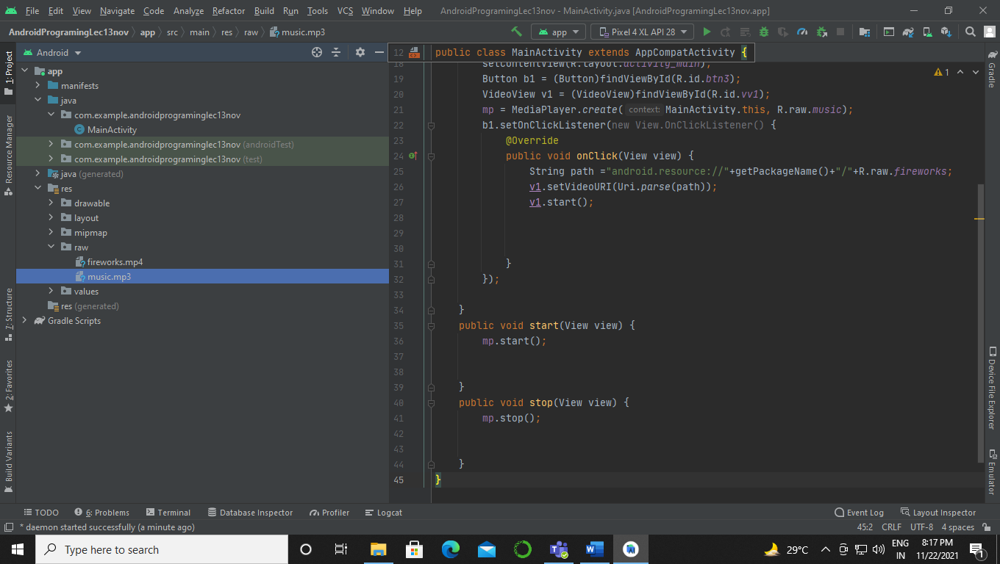 File Edit View Navigate Code Analyze Refactor Build Run Tools VCS Window Help AndroidProgramingLec13nov - MainActivity.java [AndroidProgramingLec13nov.app]
AndroidProgramingLec13nov app src main res raw music.mp3 app Pixel 4 XL API 28
1: Project
Resource Manager
7: Structure
2: Favorites
Build Variants
Android
app
manifests
java
com.example.androidprograminglec13nov
MainActivity
com.example.androidprograminglec13nov (androidTest)
com.example.androidprograminglec13nov (test)
java (generated)
res
drawable
layout
mipmap
raw
fireworks.mp4
music.mp3
values
res (generated)
Gradle Scripts
12 public class MainActivity extends AppCompatActivity {
1
18 setContentView(R.layout.activity_main);
19 Button b1 = (Button)findViewById(R.id.btn3);
20 VideoView v1 = (VideoView)findViewById(R.id.vv1);
21 mp = MediaPlayer.create( context: MainActivity.this, R.raw.music);
22 b1.setOnClickListener(new View.OnClickListener() {
23 @Override
24 public void onClick(View view) {
25 String path ="android.resource://"+getPackageName()+"/"+R.raw.fireworks;
26 v1.setVideoURI(Uri.parse(path));
27 v1.start();
28
29
30
31 }
32 });
33
34 }
35 public void start(View view) {
36 mp.start();
37
38
39 }
40 public void stop(View view) {
41 mp.stop();
42
43
44 }
45 }
Gradle
Device File Explorer
Emulator
TODO 6: Problems Terminal Database Inspector Profiler Logcat Event Log Layout Inspector
* daemon started successfully (a minute ago) 45:2 CRLF UTF-8 4 spaces
Type here to search 29°C ENG 8:17 PM
IN 11/22/2021 1